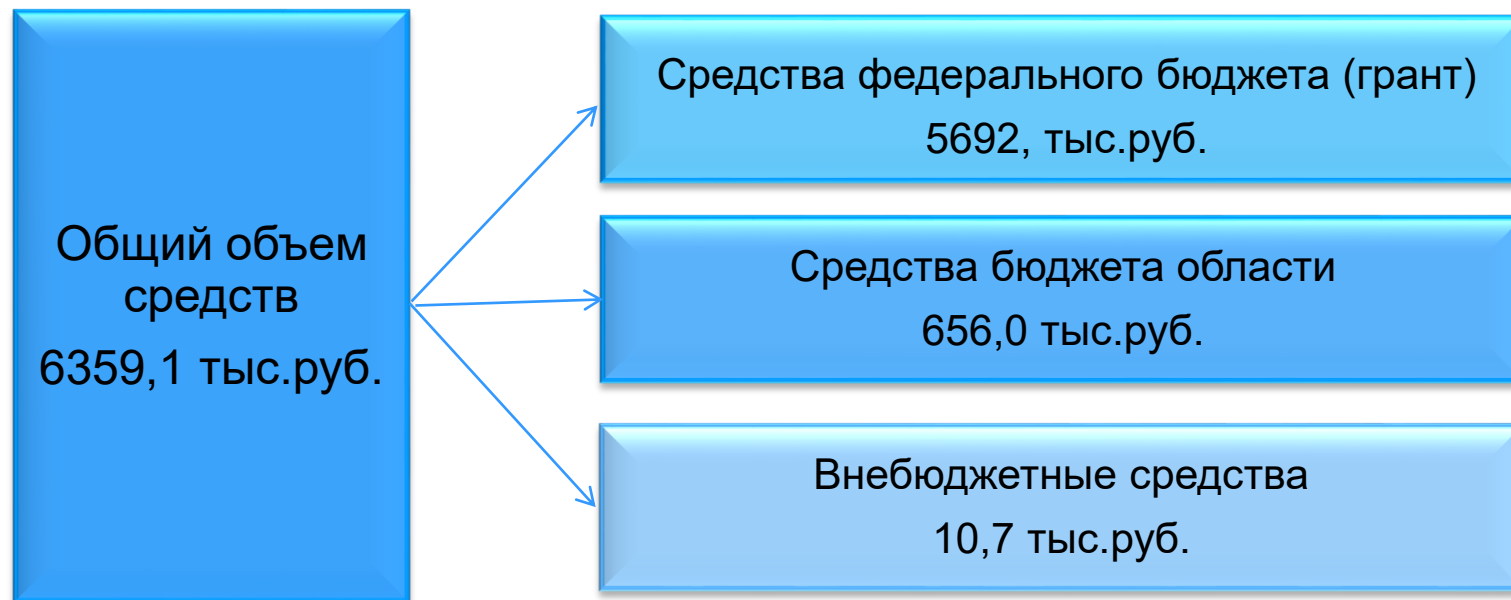 Общий объем
средств
6359,1 тыс.руб.
Средства федерального бюджета (грант)
5692, тыс.руб.
Средства бюджета области
656,0 тыс.руб.
Внебюджетные средства
10,7 тыс.руб.